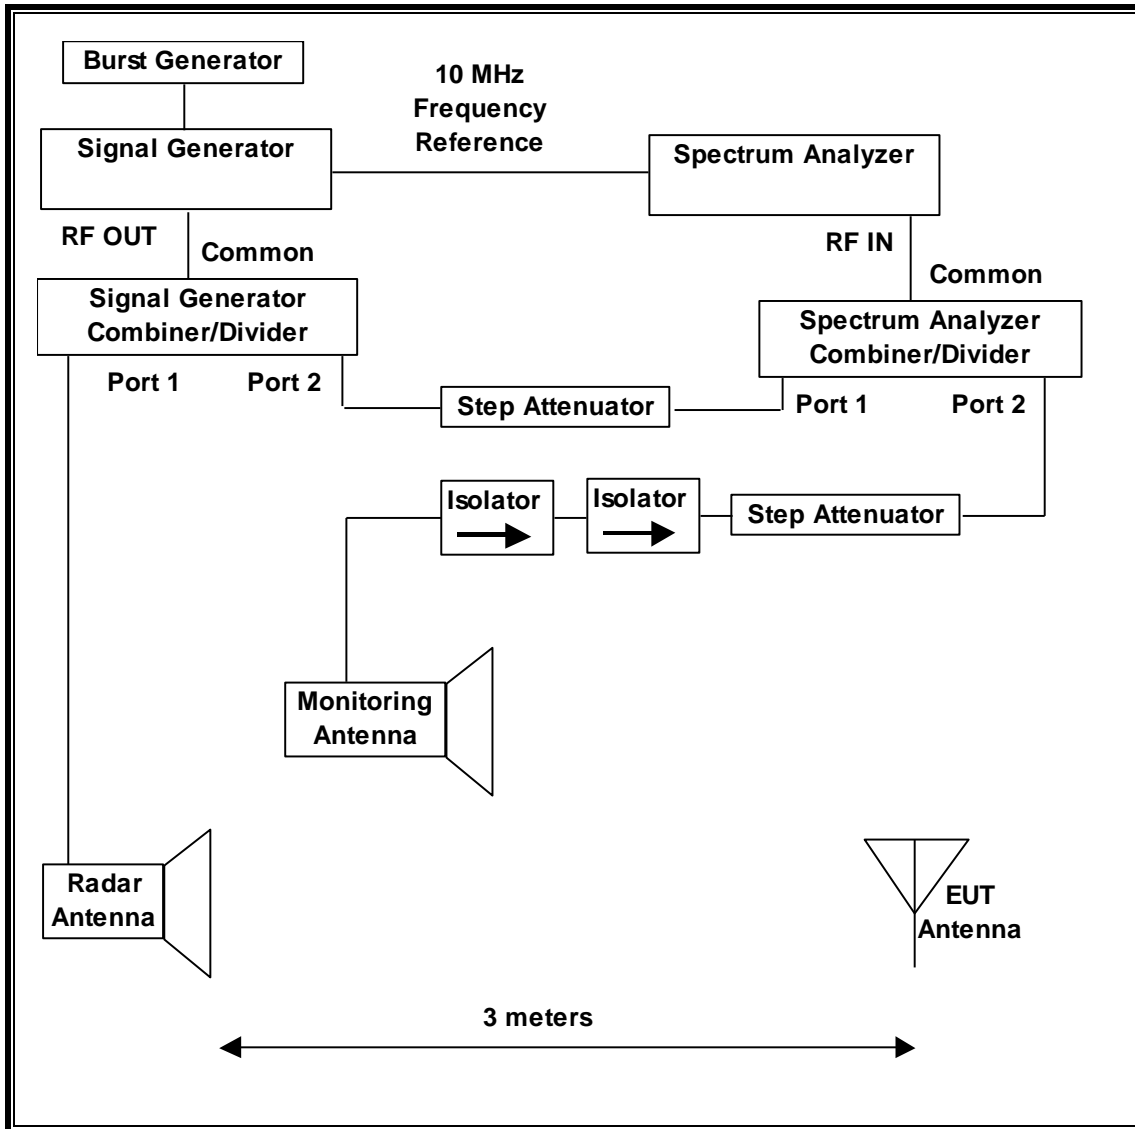 Burst Generator
10 MHz
Frequency
Reference
Signal Generator
Spectrum Analyzer
RF OUT
Common
RF IN
Common
Signal Generator
Combiner/Divider
Spectrum Analyzer
Combiner/Divider
Port 1
Port 2
Step Attenuator
Port 1
Port 2
Isolator
Isolator
Step Attenuator
Monitoring
Antenna
Radar
Antenna
EUT
Antenna
3 meters